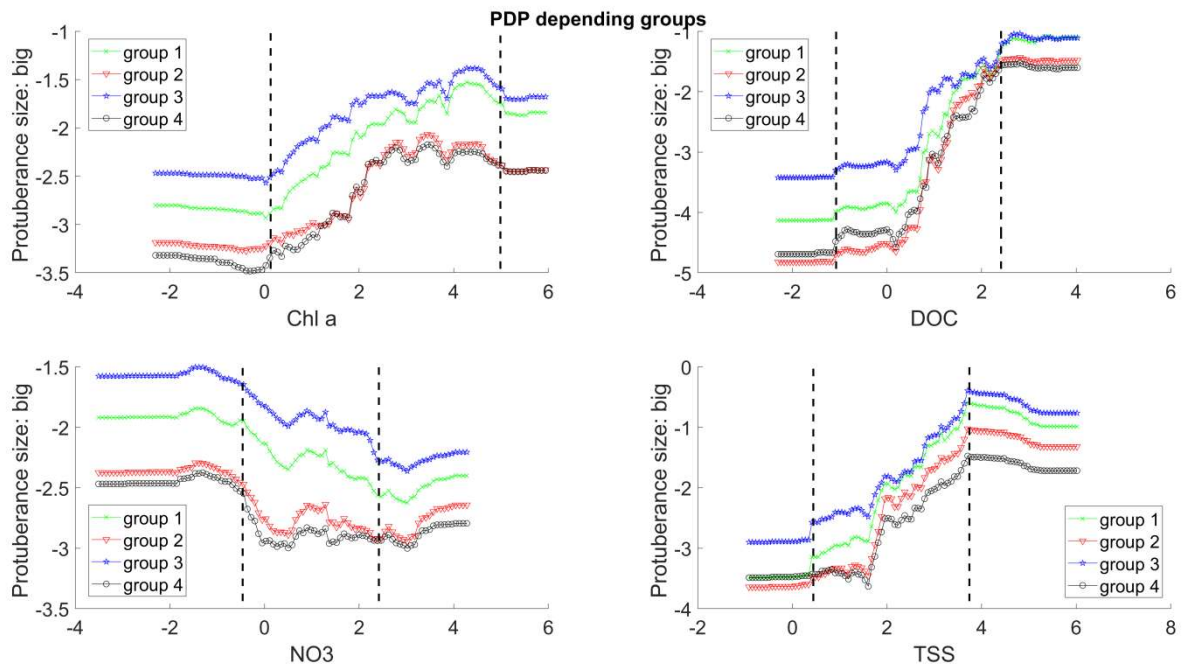 PDP depending groups
Protuberance size: big
-1
-1.5
-2
-2.5
-3
-3.5
group 1
group 2
group 3
group 4
-4
-2
0
2
4
6
Chl a
Protuberance size: big
-1
-2
-3
-4
-5
group 1
group 2
group 3
group 4
-4
-2
0
2
4
6
DOC
Protuberance size: big
-1.5
-2
-2.5
-3
-3.5
group 1
group 2
group 3
group 4
-4
-2
0
2
4
6
NO3
Protuberance size: big
0
-1
-2
-3
-4
group 1
group 2
group 3
group 4
-2
0
2
4
6
8
TSS